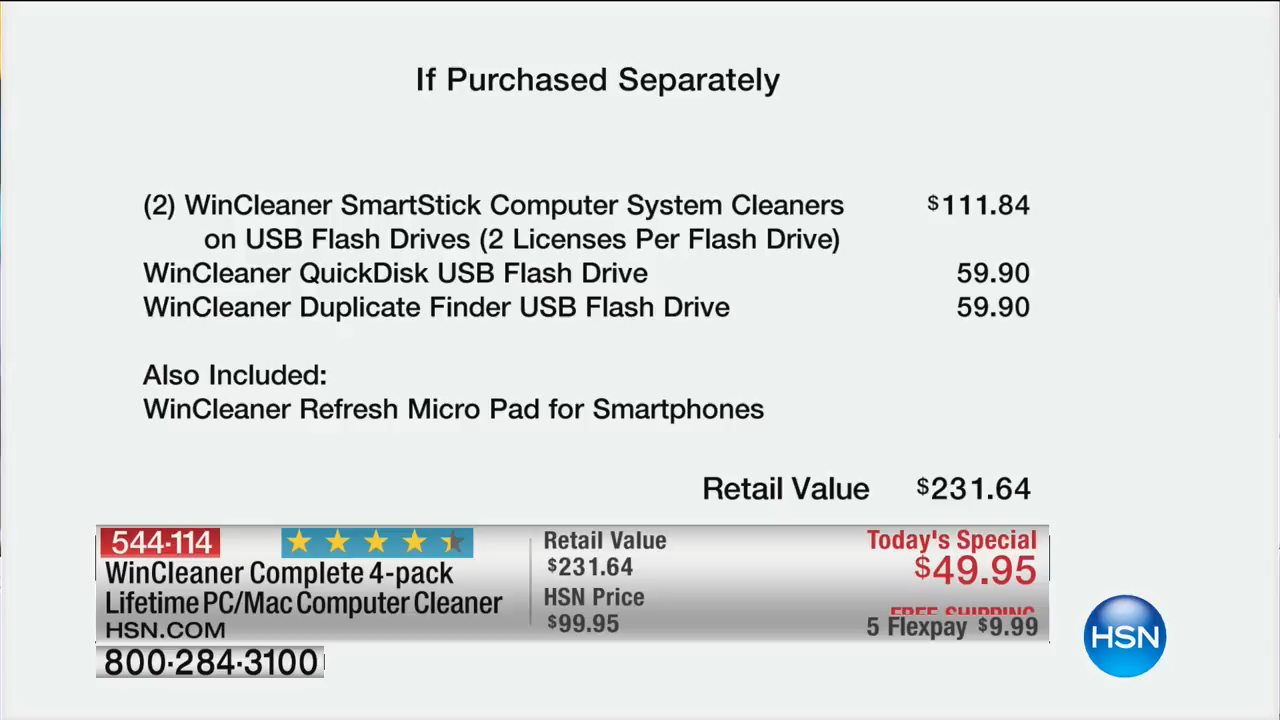 If Purchased Separately
(2) WinCleaner SmartStick Computer System Cleaners $111.84
on USB Flash Drives (2 Licenses Per Flash Drive)
WinCleaner QuickDisk USB Flash Drive 59.90
WinCleaner Duplicate Finder USB Flash Drive 59.90
Also Included:
WinCleaner Refresh Micro Pad for Smartphones
Retail Value $231.64
544-114
WinCleaner Complete 4-pack
Lifetime PC/Mac Computer Cleaner
HSN.COM
800-284-3100
Retail Value
$231.64
HSN Price
$99.95
Today's Special
$49.95
FREE SHIPPING
5 Flexpay $9.99
HSN